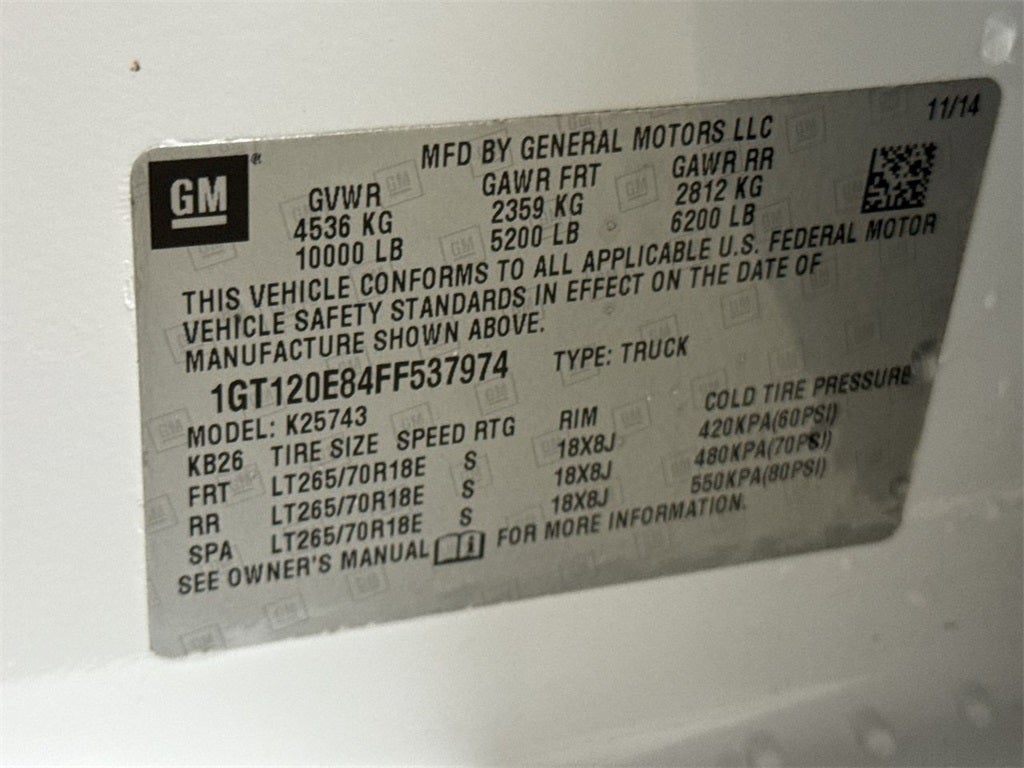 11/14
GM®
MFD BY GENERAL MOTORS LLC
GVWR GAWR FRT GAWR RR
4536 KG 2359 KG 2812 KG
10000 LB 5200 LB 6200 LB
THIS VEHICLE CONFORMS TO ALL APPLICABLE U.S. FEDERAL MOTOR
VEHICLE SAFETY STANDARDS IN EFFECT ON THE DATE OF
MANUFACTURE SHOWN ABOVE.
1GT120E84FF537974 TYPE: TRUCK
MODEL: K25743
KB26 TIRE SIZE SPEED RTG RIM COLD TIRE PRESSURE
FRT LT265/70R18E S 18X8J 420KPA(60PSI)
RR LT265/70R18E S 18X8J 480KPA(70PSI)
SPA LT265/70R18E S 18X8J 550KPA(80PSI)
SEE OWNER'S MANUAL FOR MORE INFORMATION.